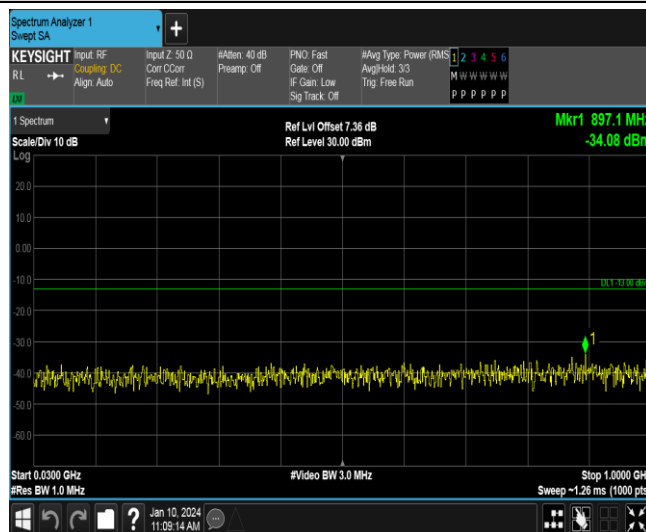 Spectrum Analyzer 1
Swept SA
+
KEYSIGHT Input: RF Input Z: 50 Ω #Atten: 40 dB PNO: Fast #Avg Type: Power (RMS 1 2 3 4 5 6
RL Coupling: DC Corr CCorr Preamp: Off Gate: Off Avg|Hold: 3/3 M W W W W W
Align: Auto Freq Ref: Int (S) IF Gain: Low Trig: Free Run
Sig Track: Off P P P P P P
LXI
1 Spectrum Ref Lvl Offset 7.36 dB Mkr1 897.1 MHz
Scale/Div 10 dB Ref Level 30.00 dBm -34.08 dBm
Log
20.0
10.0
0.00
-10.0
DL1 -13.00 dBm
-20.0
-30.0
1
-40.0
-50.0
-60.0
Start 0.0300 GHz #Video BW 3.0 MHz Stop 1.0000 GH
#Res BW 1.0 MHz Sweep ~1.26 ms (1000 pts
? Jan 10, 2024
11:09:14 AM